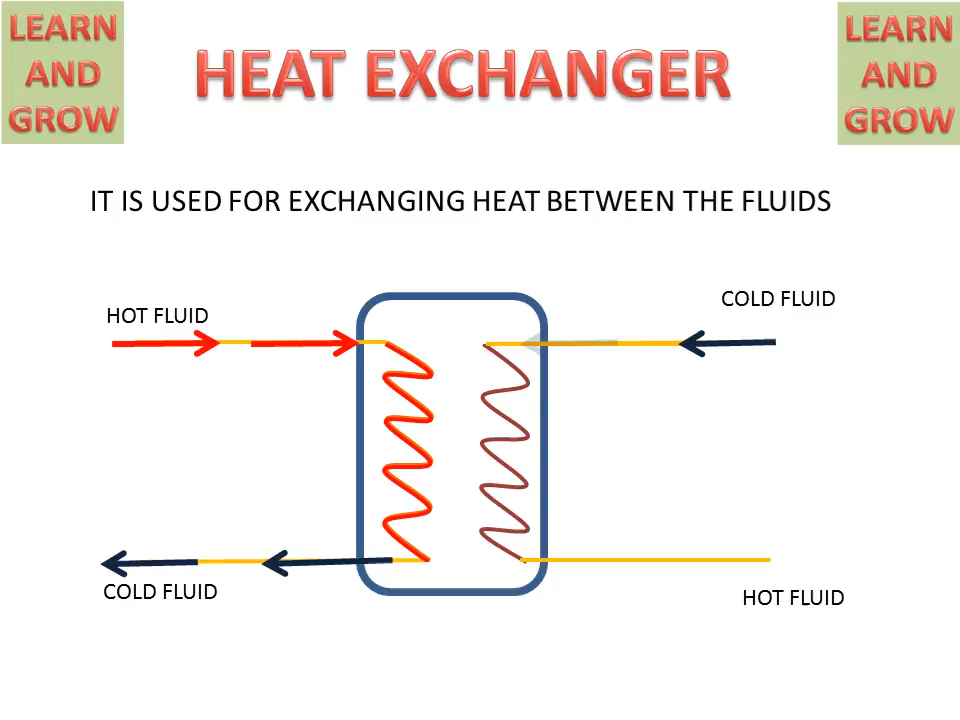 LEARN
AND
GROW
HEAT EXCHANGER
LEARN
AND
GROW
IT IS USED FOR EXCHANGING HEAT BETWEEN THE FLUIDS
HOT FLUID
COLD FLUID
COLD FLUID
HOT FLUID